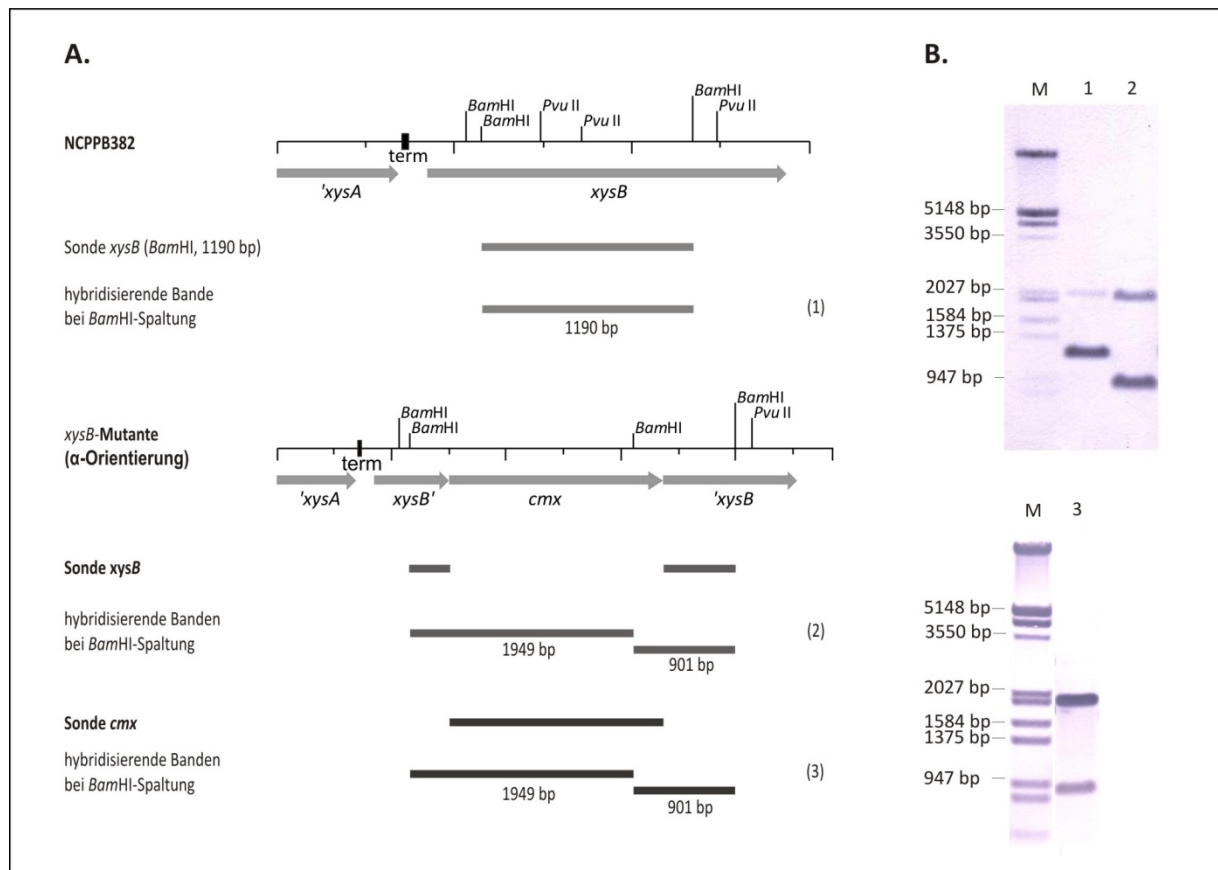 A.
BamHI
BamHI
Pvu II
Pvu II
BamHI
Pvu II
NCPPB382
term
'xysA
xysB
Sonde xysB (BamHI, 1190 bp)
hybridisierende Bande
bei BamHI-Spaltung
1190 bp
(1)
BamHI
BamHI
BamHI
BamHI
Pvu II
xysB-Mutante
(α-Orientierung)
term
'xysA
xysB'
cmx
'xysB
Sonde xysB
hybridisierende Banden
bei BamHI-Spaltung
1949 bp
901 bp
(2)
Sonde cmx
hybridisierende Banden
bei BamHI-Spaltung
1949 bp
901 bp
(3)
B.
M 1 2
5148 bp
3550 bp
2027 bp
1584 bp
1375 bp
947 bp
M 3
5148 bp
3550 bp
2027 bp
1584 bp
1375 bp
947 bp